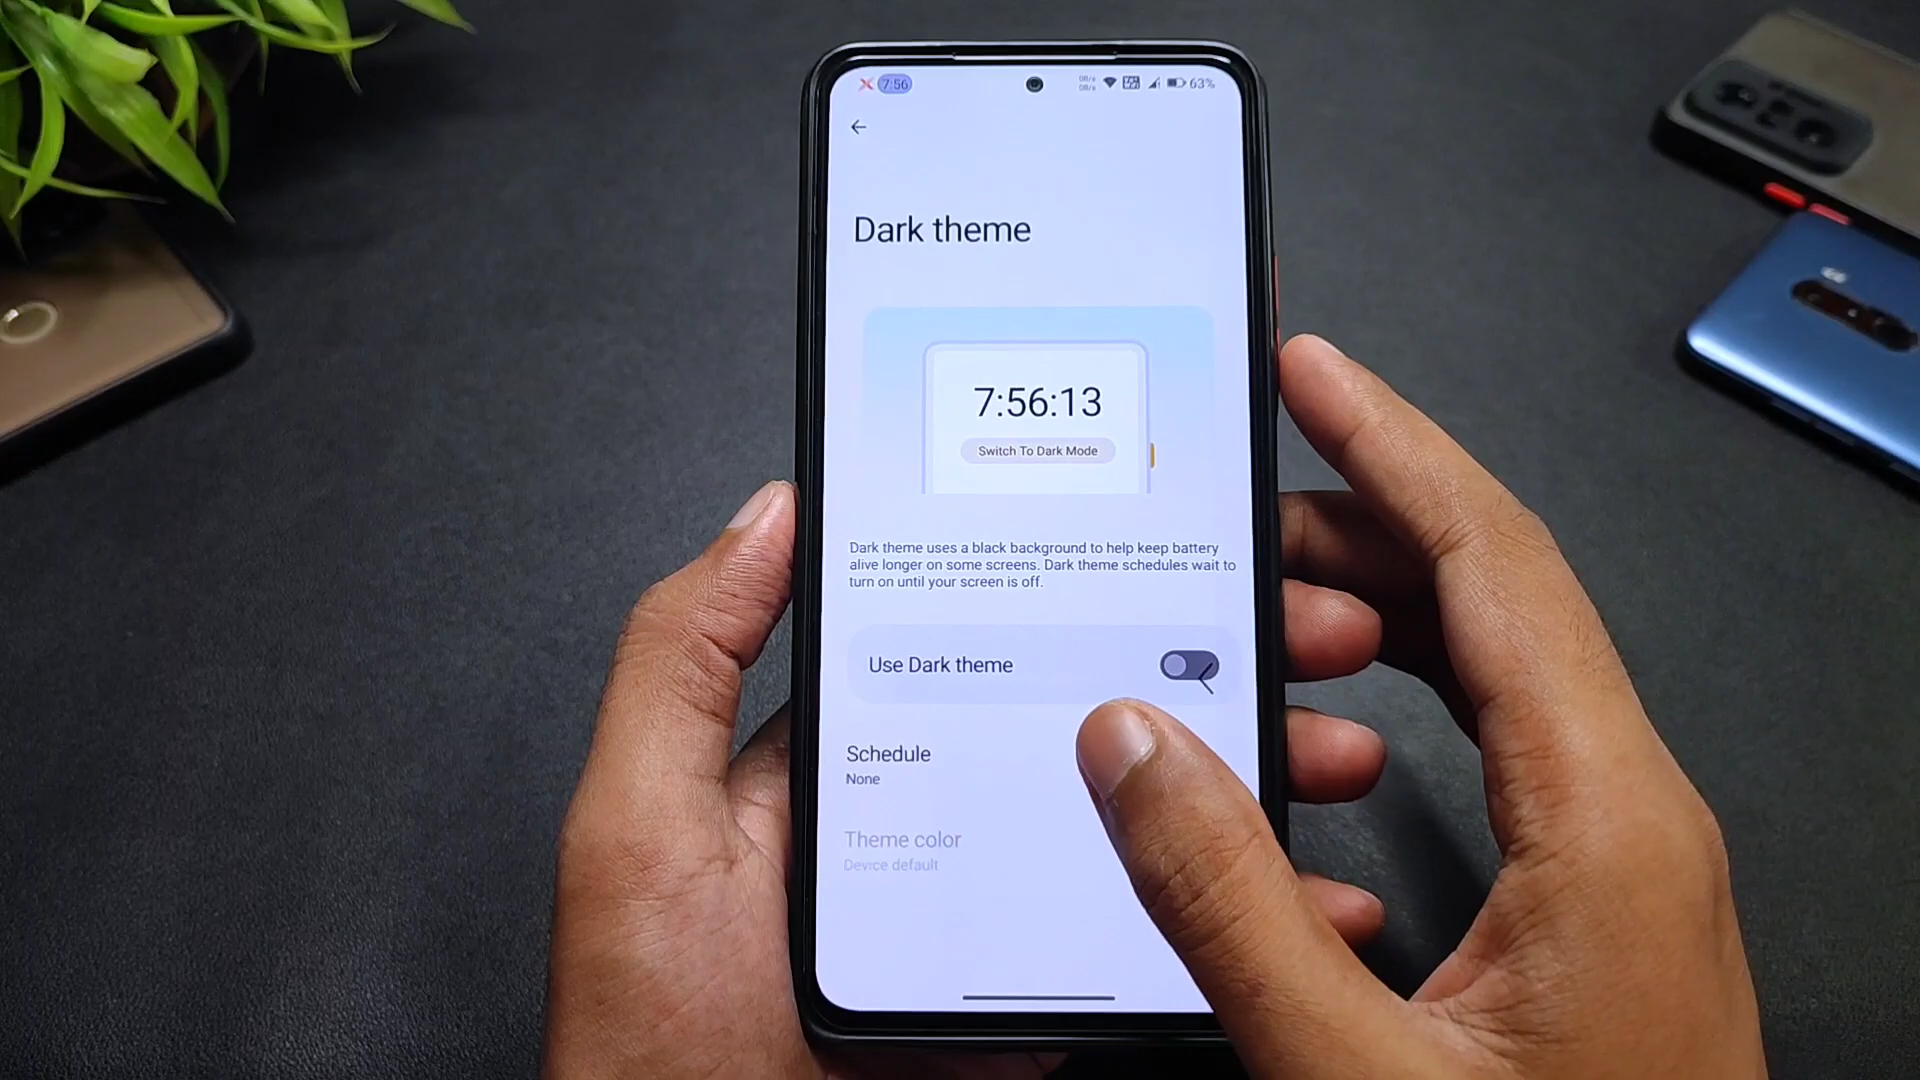 7:56
63%
Dark theme
7:56:13
Switch To Dark Mode
Dark theme uses a black background to help keep battery
alive longer on some screens. Dark theme schedules wait to
turn on until your screen is off.
Use Dark theme
Schedule
None
Theme color
Device default